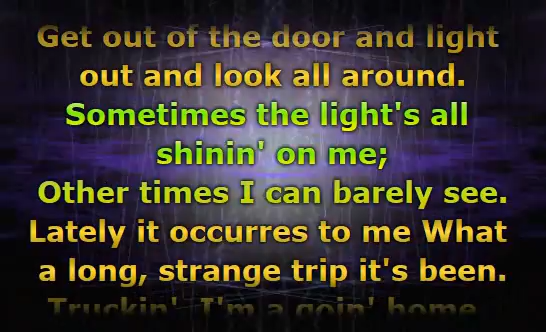 Get out of the door and light
out and look all around.
Sometimes the light's all
shinin' on me;
Other times I can barely see.
Lately it occurres to me What
a long, strange trip it's been.
Truckin', I'm a goin' home.